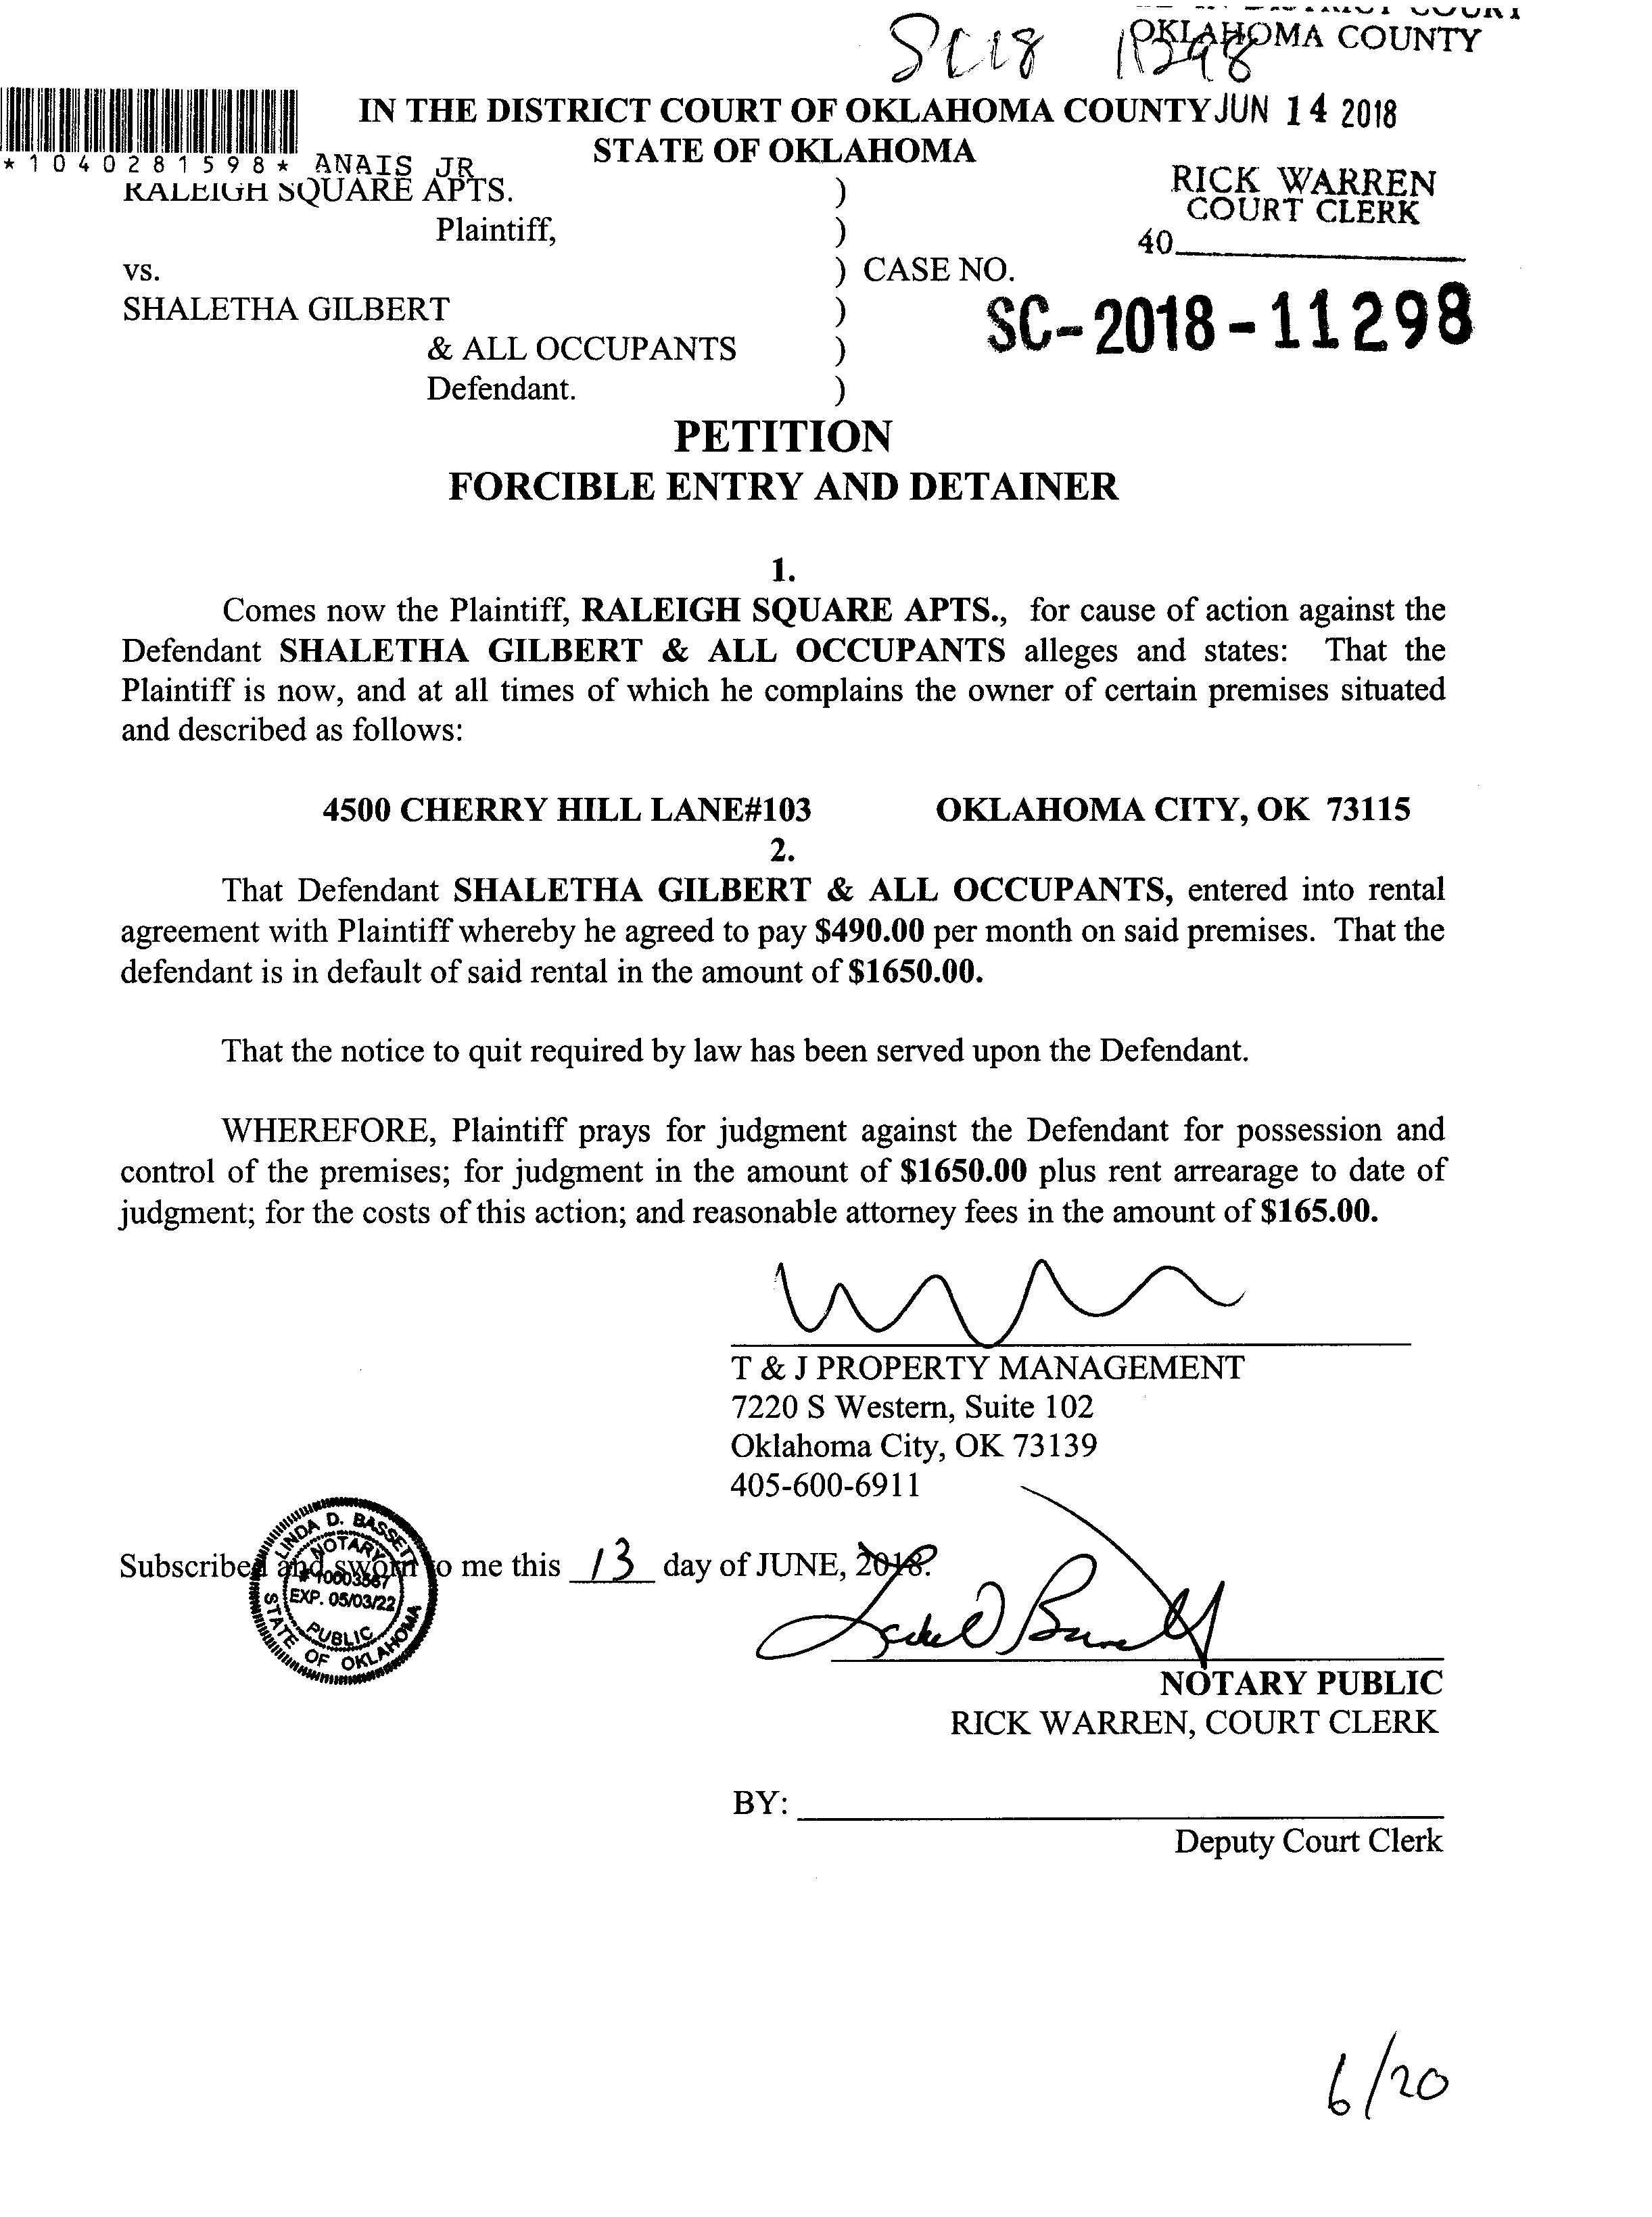 IN DISTRICT COURT
OKLAHOMA COUNTY
SC18 11298
IN THE DISTRICT COURT OF OKLAHOMA COUNTY JUN 14 2018
STATE OF OKLAHOMA
*1040281598* ANAIS JR
RALEIGH SQUARE APTS. )
Plaintiff, )
RICK WARREN
COURT CLERK
40
vs. ) CASE NO.
SHALETHA GILBERT )
SC-2018-11298
& ALL OCCUPANTS )
Defendant. )
PETITION
FORCIBLE ENTRY AND DETAINER
1.
Comes now the Plaintiff, RALEIGH SQUARE APTS., for cause of action against the
Defendant SHALETHA GILBERT & ALL OCCUPANTS alleges and states: That the
Plaintiff is now, and at all times of which he complains the owner of certain premises situated
and described as follows:
4500 CHERRY HILL LANE#103 OKLAHOMA CITY, OK 73115
2.
That Defendant SHALETHA GILBERT & ALL OCCUPANTS, entered into rental
agreement with Plaintiff whereby he agreed to pay $490.00 per month on said premises. That the
defendant is in default of said rental in the amount of $1650.00.
That the notice to quit required by law has been served upon the Defendant.
WHEREFORE, Plaintiff prays for judgment against the Defendant for possession and
control of the premises; for judgment in the amount of $1650.00 plus rent arrearage to date of
judgment; for the costs of this action; and reasonable attorney fees in the amount of $165.00.
T & J PROPERTY MANAGEMENT
7220 S Western, Suite 102
Oklahoma City, OK 73139
405-600-6911
Subscribed and sworn to me this 13 day of JUNE, 2018.
LINDA D. BASSETT
NOTARY
# 10003567
EXP. 05/03/22
PUBLIC
STATE OF OKLAHOMA
NOTARY PUBLIC
RICK WARREN, COURT CLERK
BY:
Deputy Court Clerk
6/20